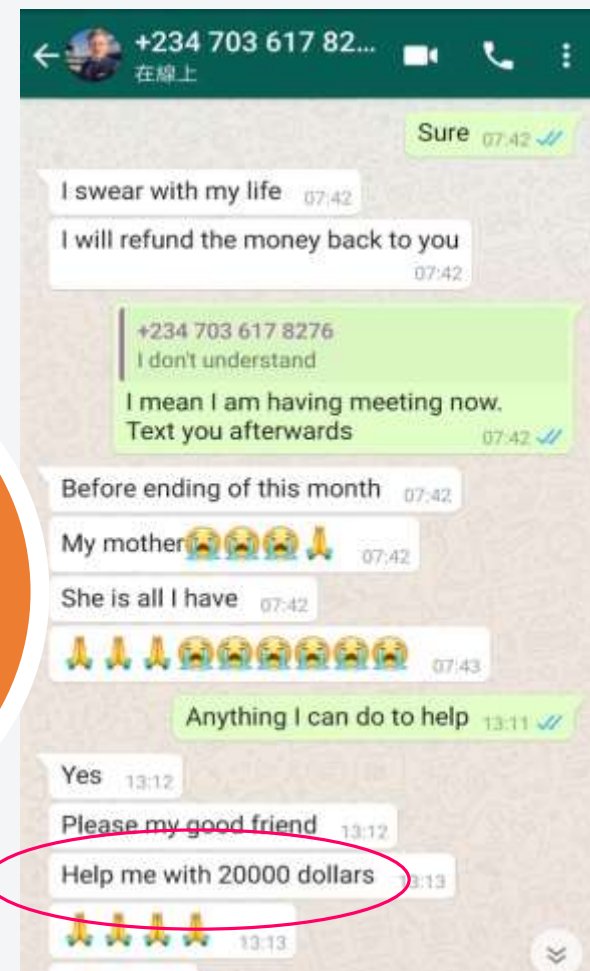 +234 703 617 82...
在線上
Sure 07:42
I swear with my life 07:42
I will refund the money back to you
07:42
+234 703 617 8276
I don't understand
I mean I am having meeting now.
Text you afterwards 07:42
Before ending of this month 07:42
My mother😭😭😭🙏 07:42
She is all I have 07:42
🙏🙏🙏😭😭😭😭😭😭 07:43
Anything I can do to help 13:11
Yes 13:12
Please my good friend 13:12
Help me with 20000 dollars 13:13
🙏🙏🙏🙏 13:13